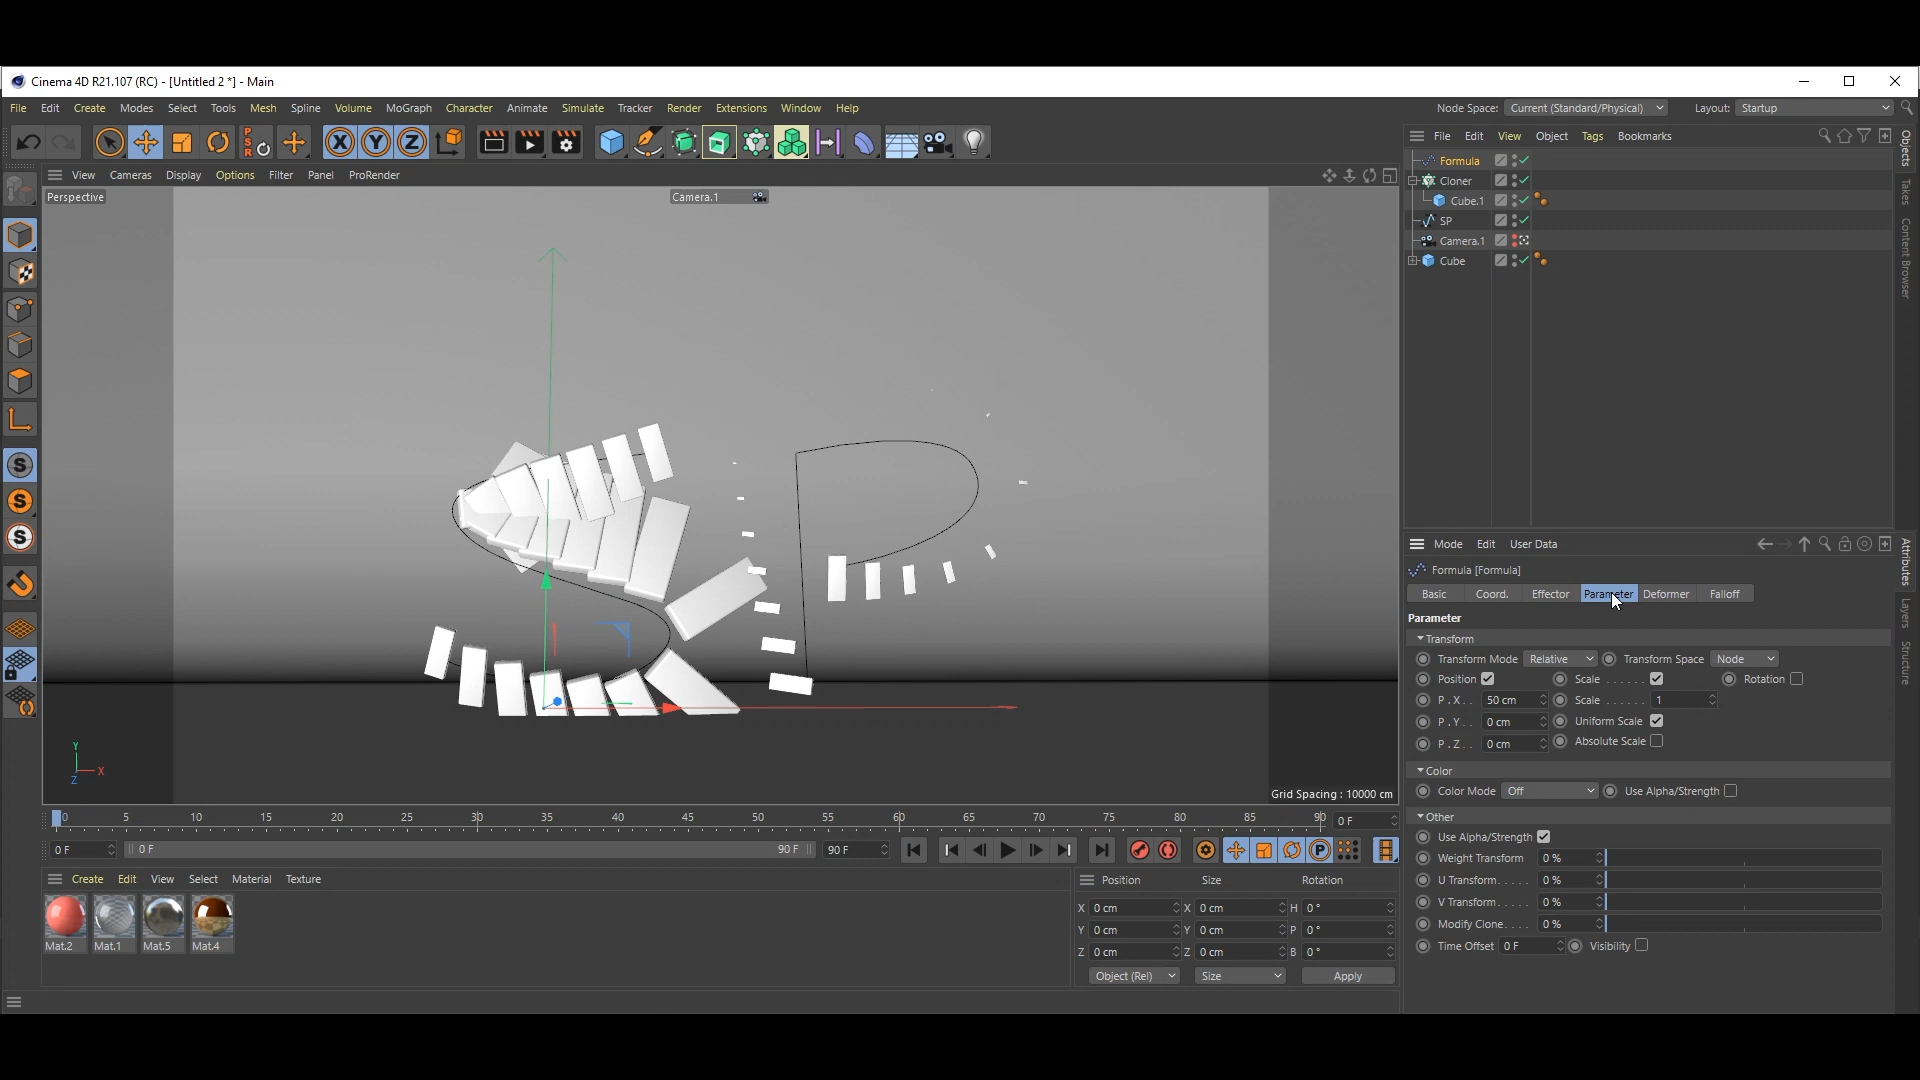 Cinema 4D R21.107 (RC) - [Untitled 2 *] - Main
File Edit Create Modes Select Tools Mesh Spline Volume MoGraph Character Animate Simulate Tracker Render Extensions Window Help
Node Space: Current (Standard/Physical) Layout: Startup
X Y Z
PSR
File Edit View Object Tags Bookmarks
View Cameras Display Options Filter Panel ProRender
Perspective
Camera.1
Formula
Cloner
Cube.1
SP
Camera.1
Cube
Objects
Takes
Content Browser
Attributes
Layers
Structure
S
S
S
Mode Edit User Data
Formula [Formula]
Basic Coord. Effector Parameter Deformer Falloff
Parameter
Transform
Transform Mode Relative Transform Space Node
Position Scale ...... Rotation
P . X . . 50 cm Scale ...... 1
P . Y . . 0 cm Uniform Scale
P . Z . . 0 cm Absolute Scale
Color
Color Mode Off Use Alpha/Strength
Other
Use Alpha/Strength
Weight Transform 0 %
U Transform. . . . . 0 %
V Transform. . . . . 0 %
Modify Clone. . . . 0 %
Time Offset 0 F Visibility
Y
X
Z
Grid Spacing : 10000 cm
0 5 10 15 20 25 30 35 40 45 50 55 60 65 70 75 80 85 90 0 F
0 F 0 F 90 F 90 F
P
Create Edit View Select Material Texture
Mat.2 Mat.1 Mat.5 Mat.4
Position Size Rotation
X 0 cm X 0 cm H 0 °
Y 0 cm Y 0 cm P 0 °
Z 0 cm Z 0 cm B 0 °
Object (Rel) Size Apply